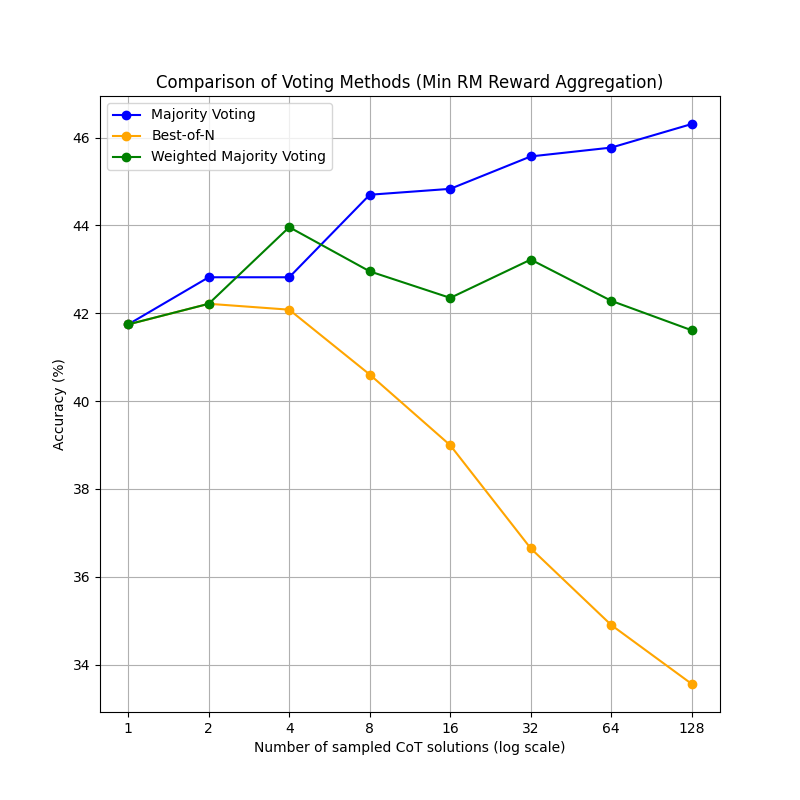 Comparison of Voting Methods (Min RM Reward Aggregation)
Majority Voting
Best-of-N
Weighted Majority Voting
46
44
42
40
38
36
34
Accuracy (%)
1 2 4 8 16 32 64 128
Number of sampled CoT solutions (log scale)